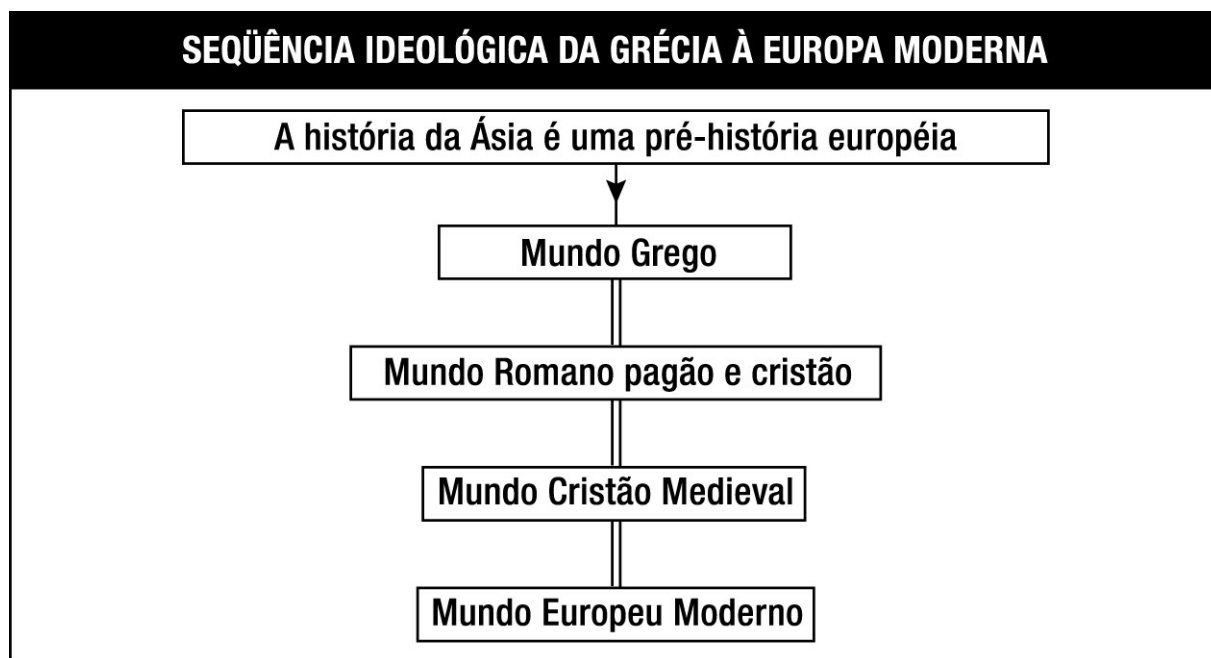 SEQÜÊNCIA IDEOLÓGICA DA GRÉCIA À EUROPA MODERNA
A história da Ásia é uma pré-história européia
Mundo Grego
Mundo Romano pagão e cristão
Mundo Cristão Medieval
Mundo Europeu Moderno